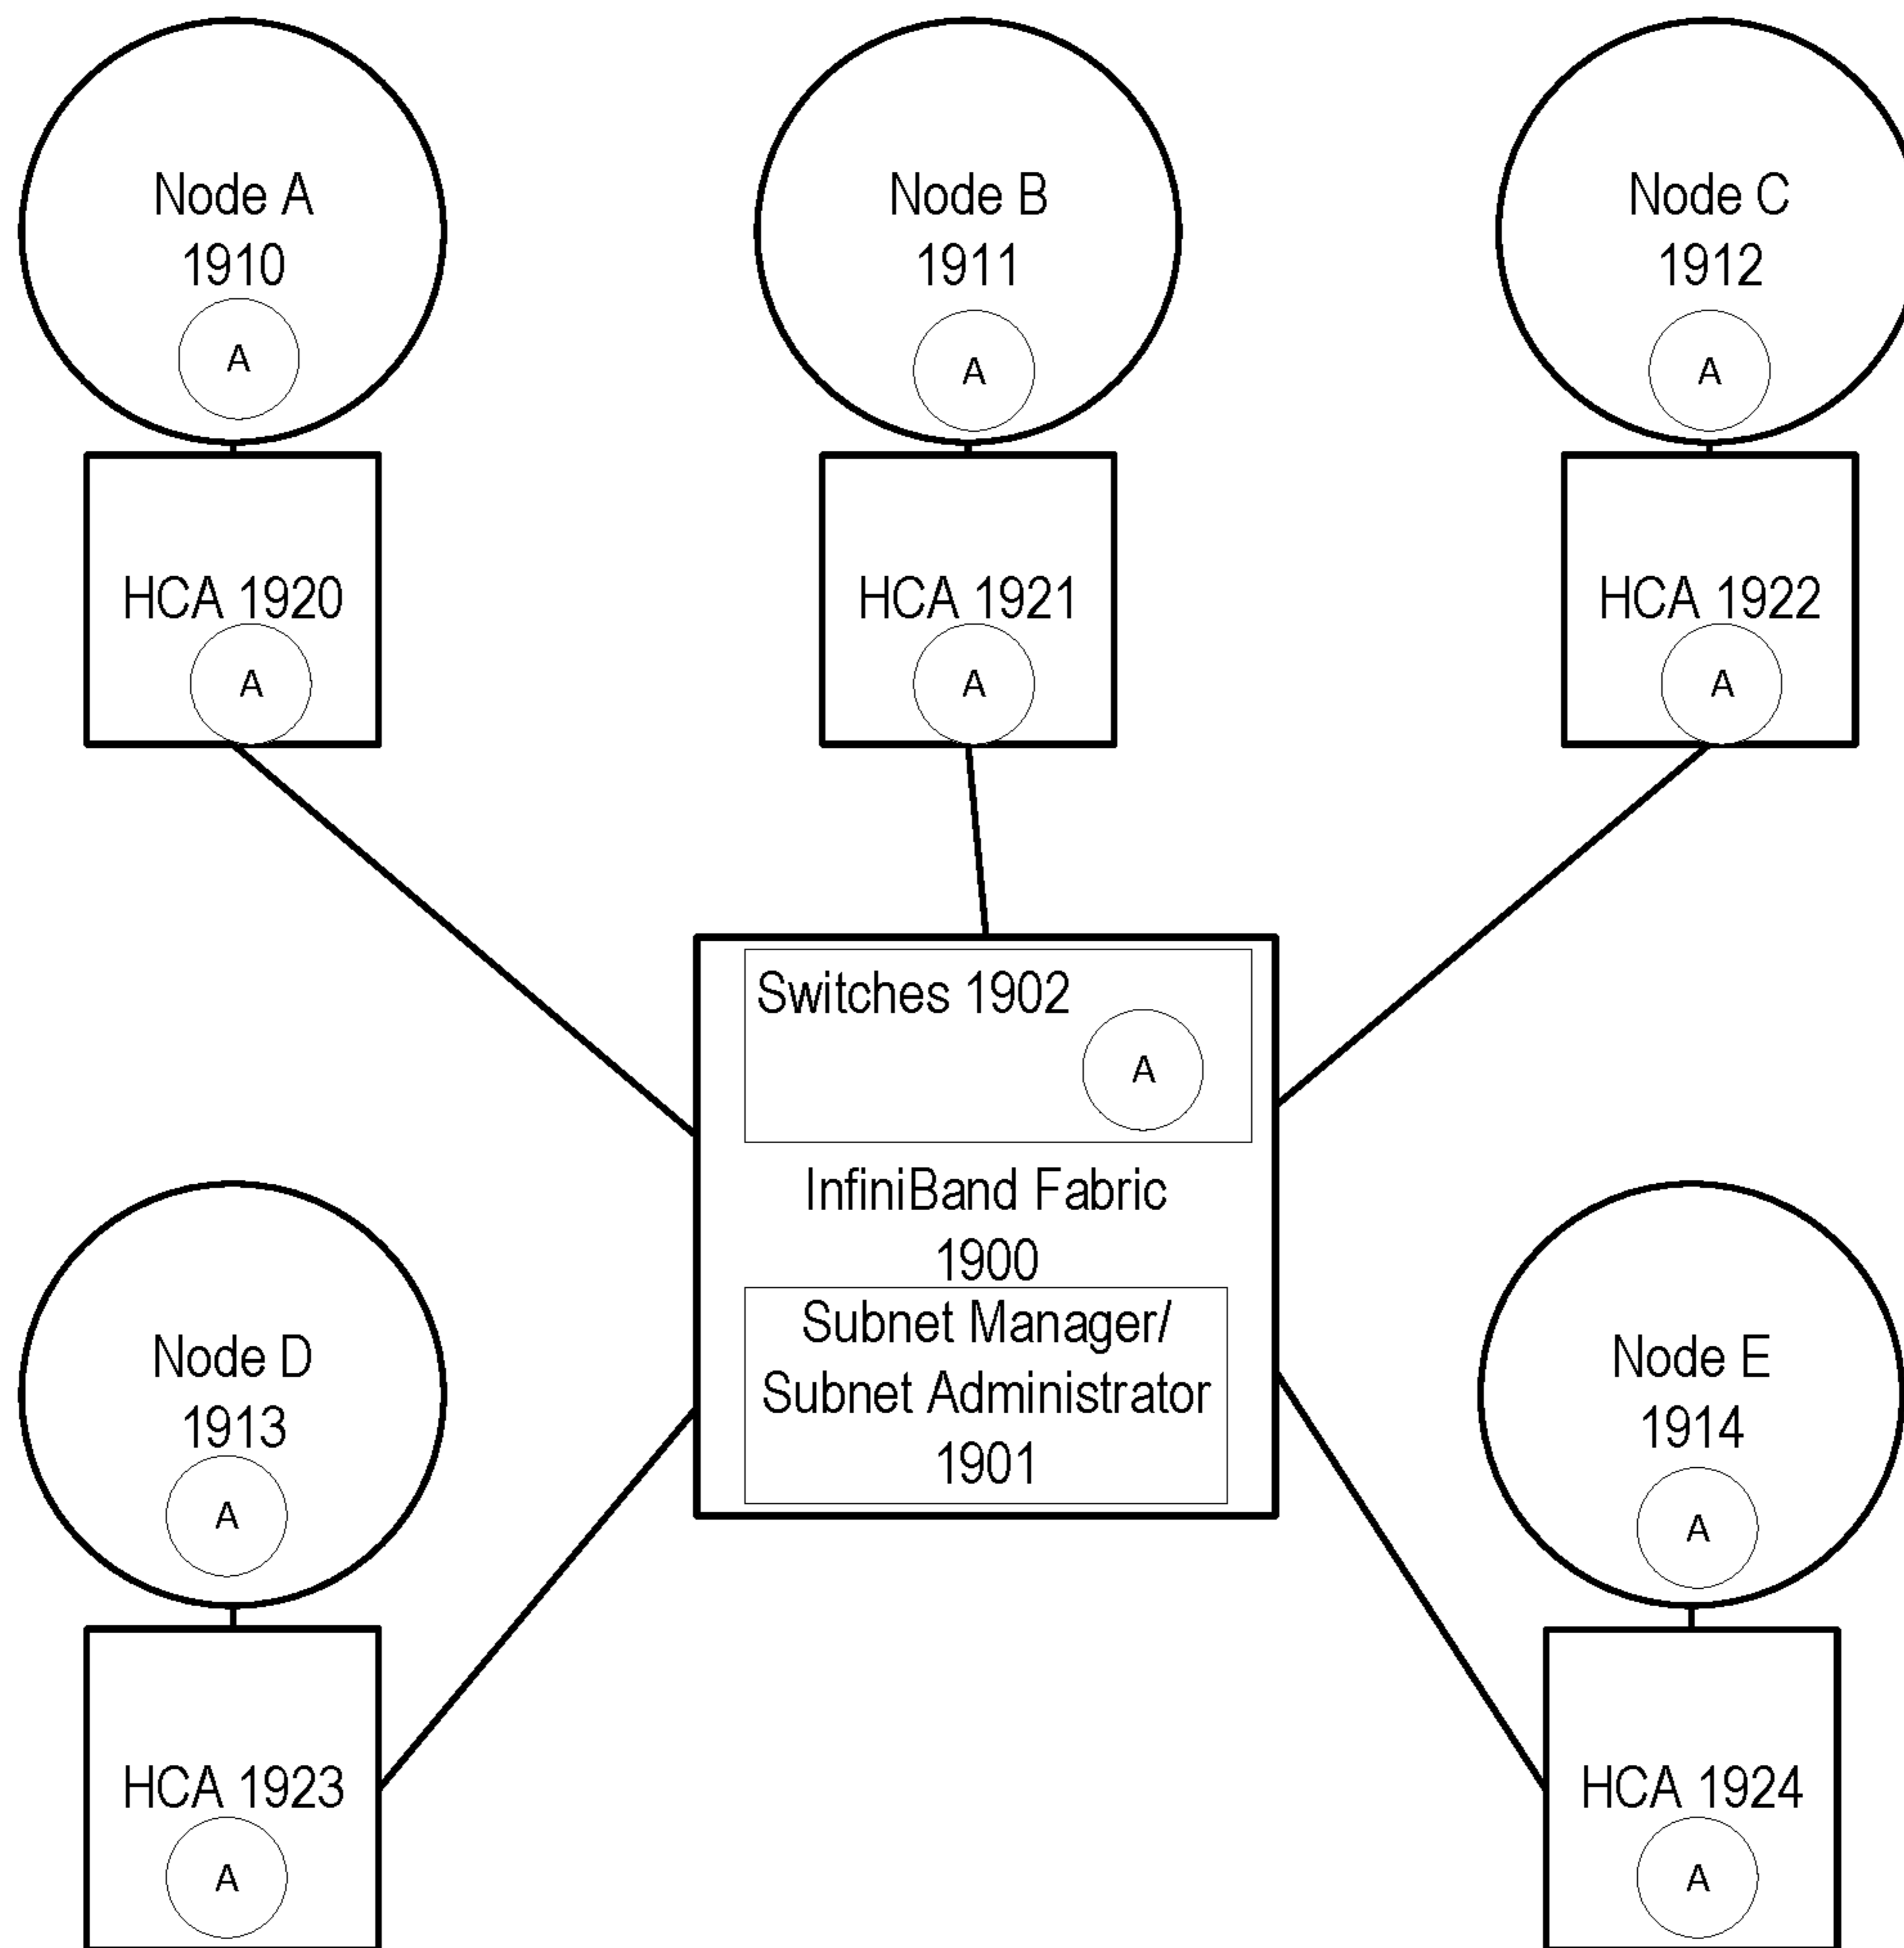 Node A
1910
A
Node B
1911
A
Node C
1912
A
HCA 1920
A
HCA 1921
A
HCA 1922
A
Switches 1902
A
InfiniBand Fabric
1900
Subnet Manager/
Subnet Administrator
1901
Node D
1913
A
Node E
1914
A
HCA 1923
A
HCA 1924
A